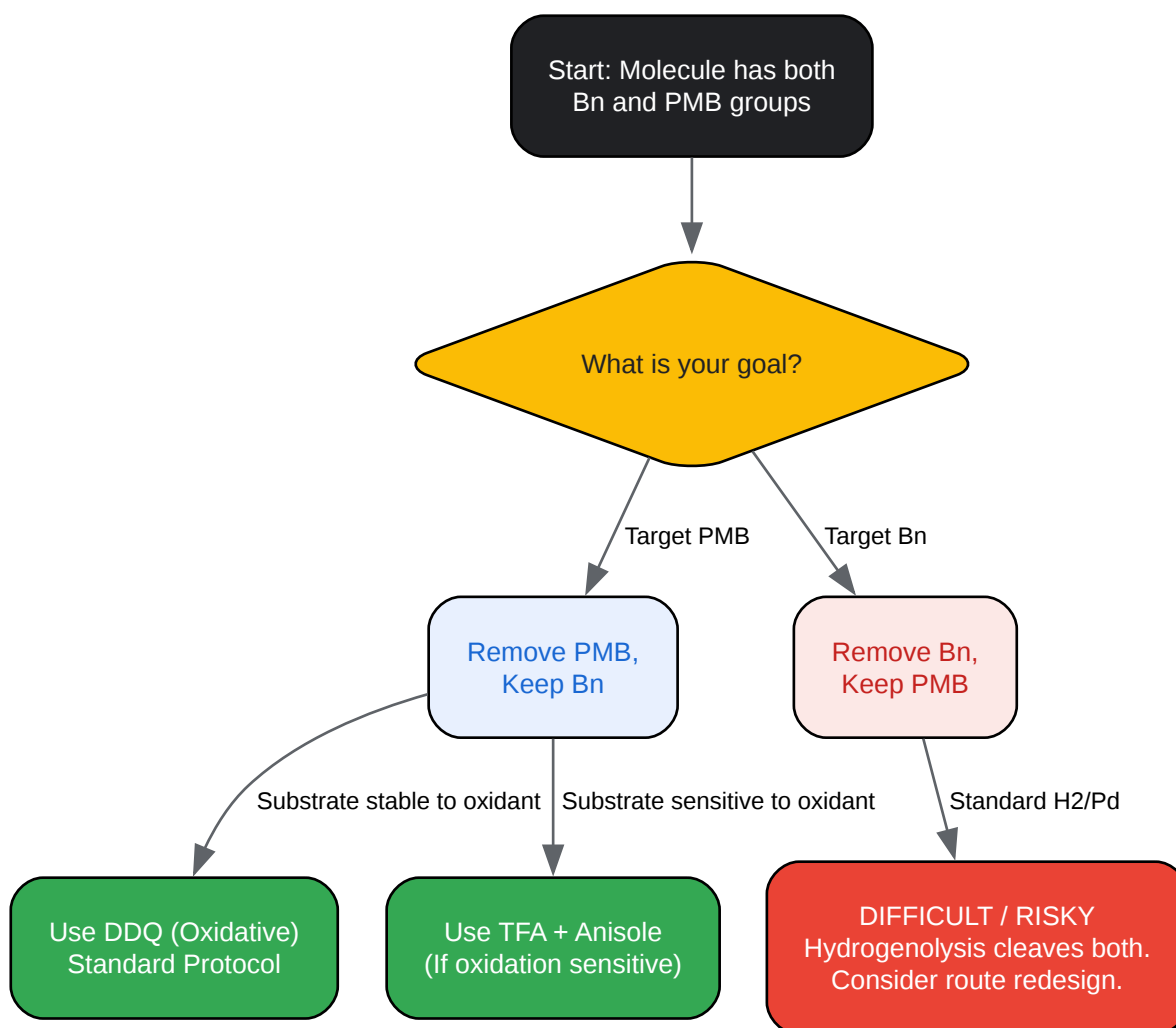 Start: Molecule has both
Bn and PMB groups
What is your goal?
Target PMB
Target Bn
Remove PMB,
Keep Bn
Remove Bn,
Keep PMB
Substrate stable to oxidant
Substrate sensitive to oxidant
Standard H2/Pd
Use DDQ (Oxidative)
Standard Protocol
Use TFA + Anisole
(If oxidation sensitive)
DIFFICULT / RISKY
Hydrogenolysis cleaves both.
Consider route redesign.